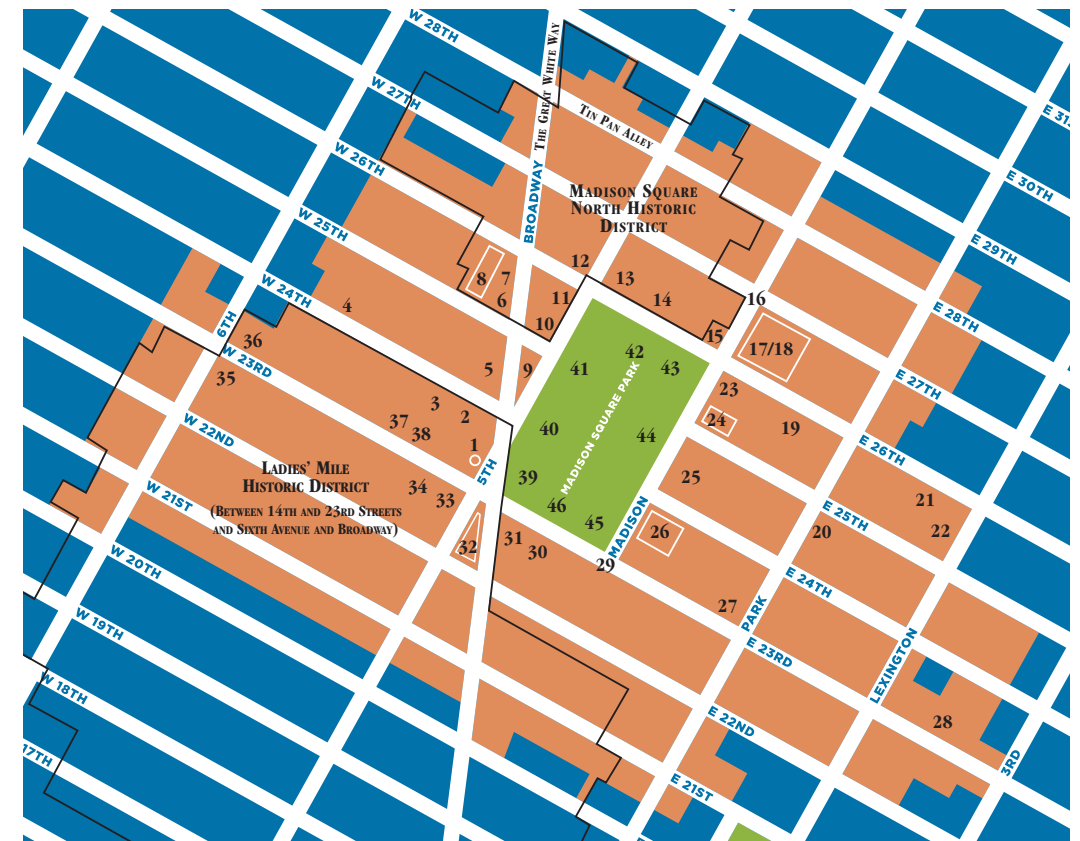 W 28TH
W 27TH
W 26TH
W 25TH
W 24TH
W 23RD
W 22ND
W 21ST
W 20TH
W 19TH
W 18TH
17TH
6TH
5TH
BROADWAY
THE GREAT WHITE WAY
TIN PAN ALLEY
MADISON SQUARE
NORTH HISTORIC
DISTRICT
E 31S
E 30TH
E 29TH
E 28TH
E 27TH
E 26TH
E 25TH
E 24TH
E 23RD
E 22ND
E 21ST
MADISON
PARK
LEXINGTON
3RD
MADISON SQUARE PARK
LADIES' MILE
HISTORIC DISTRICT
(BETWEEN 14TH AND 23RD STREETS
AND SIXTH AVENUE AND BROADWAY)
1
2
3
4
5
6
7
8
9
10
11
12
13
14
15
16
17/18
19
20
21
22
23
24
25
26
27
28
29
30
31
32
33
34
35
36
37
38
39
40
41
42
43
44
45
46